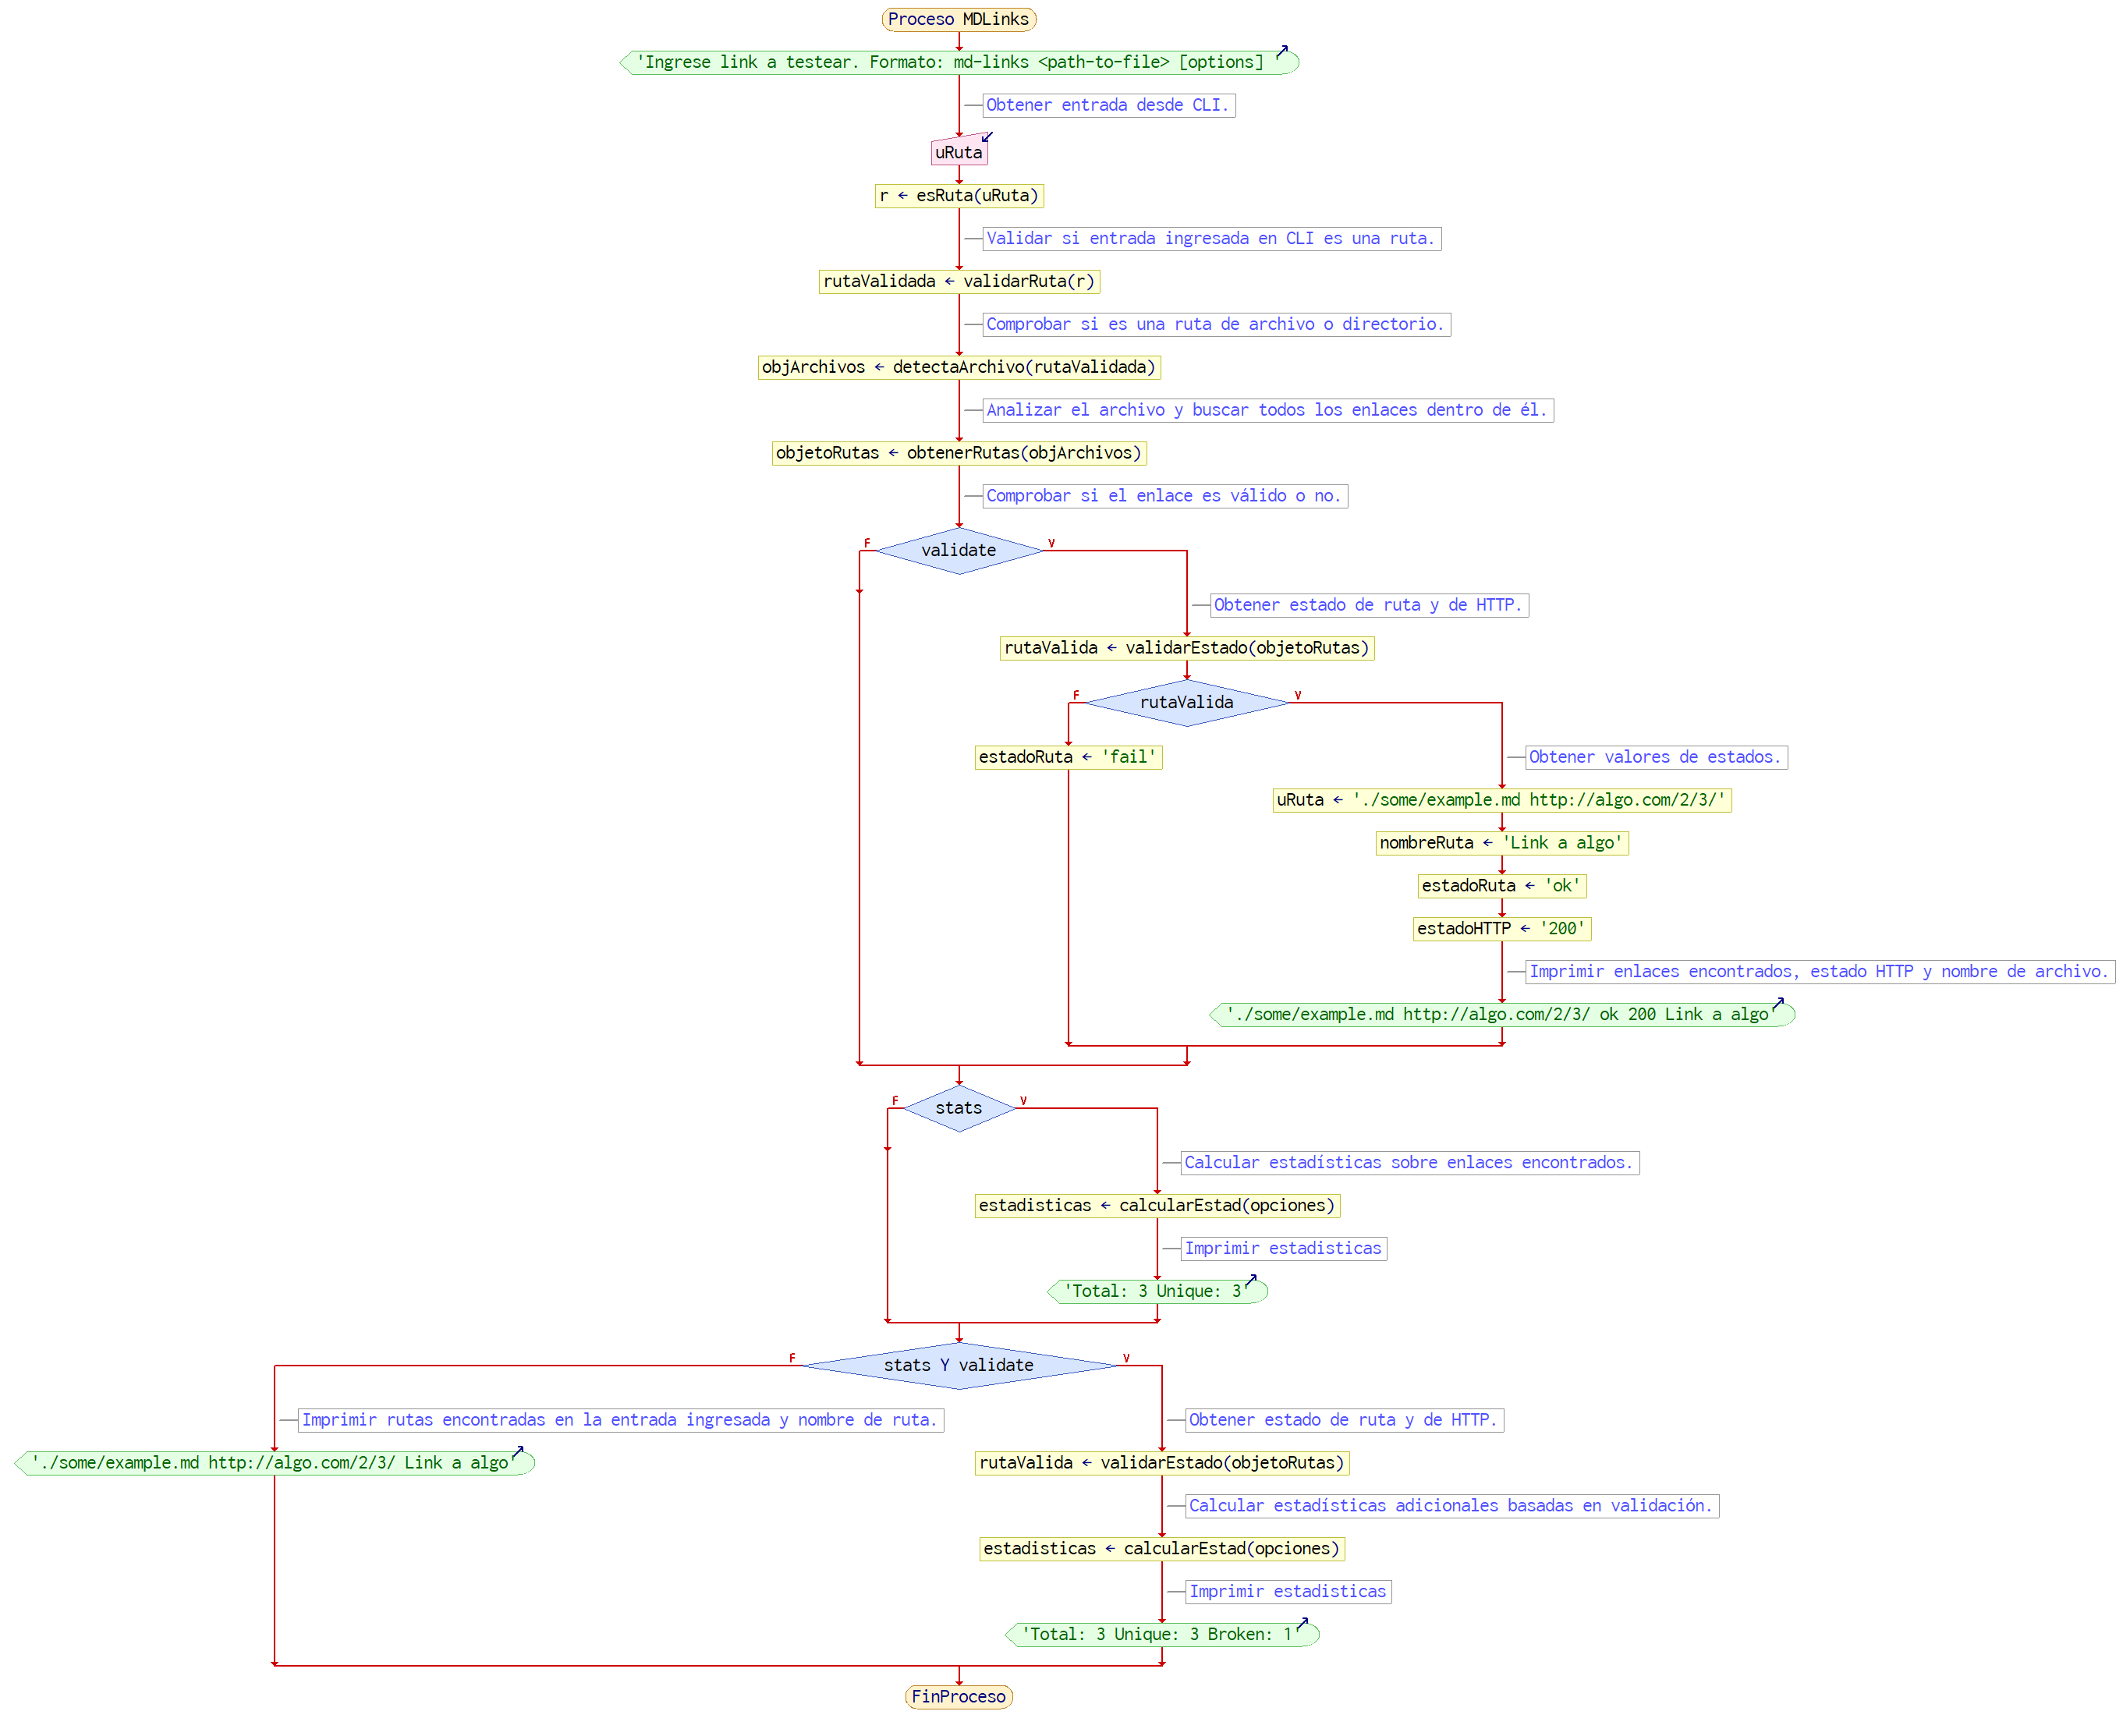 Proceso MDLinks
'Ingrese link a testear. Formato: md-links <path-to-file> [options] '
Obtener entrada desde CLI.
uRuta
r ← esRuta(uRuta)
Validar si entrada ingresada en CLI es una ruta.
rutaValidada ← validarRuta(r)
Comprobar si es una ruta de archivo o directorio.
objArchivos ← detectaArchivo(rutaValidada)
Analizar el archivo y buscar todos los enlaces dentro de él.
objetoRutas ← obtenerRutas(objArchivos)
Comprobar si el enlace es válido o no.
F
validate
V
Obtener estado de ruta y de HTTP.
rutaValida ← validarEstado(objetoRutas)
F
rutaValida
V
estadoRuta ← 'fail'
Obtener valores de estados.
uRuta ← './some/example.md http://algo.com/2/3/'
nombreRuta ← 'Link a algo'
estadoRuta ← 'ok'
estadoHTTP ← '200'
Imprimir enlaces encontrados, estado HTTP y nombre de archivo.
'./some/example.md http://algo.com/2/3/ ok 200 Link a algo'
F
stats
V
Calcular estadísticas sobre enlaces encontrados.
estadisticas ← calcularEstad(opciones)
Imprimir estadisticas
'Total: 3 Unique: 3'
F
stats Y validate
V
Imprimir rutas encontradas en la entrada ingresada y nombre de ruta.
'./some/example.md http://algo.com/2/3/ Link a algo'
Obtener estado de ruta y de HTTP.
rutaValida ← validarEstado(objetoRutas)
Calcular estadísticas adicionales basadas en validación.
estadisticas ← calcularEstad(opciones)
Imprimir estadisticas
'Total: 3 Unique: 3 Broken: 1'
FinProceso